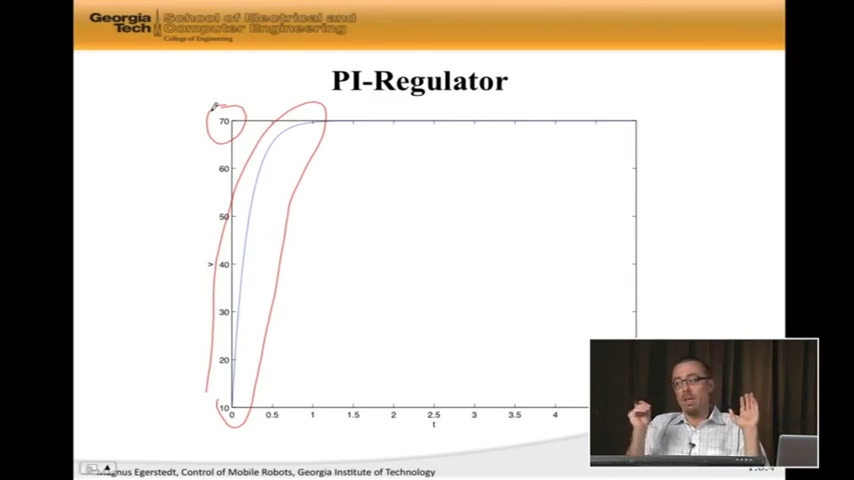 Georgia Tech
School of Electrical and
Computer Engineering
College of Engineering
PI-Regulator
70
60
50
v
40
30
20
10
0 0.5 1 1.5 2 2.5 3 3.5 4
t
Magnus Egerstedt, Control of Mobile Robots, Georgia Institute of Technology